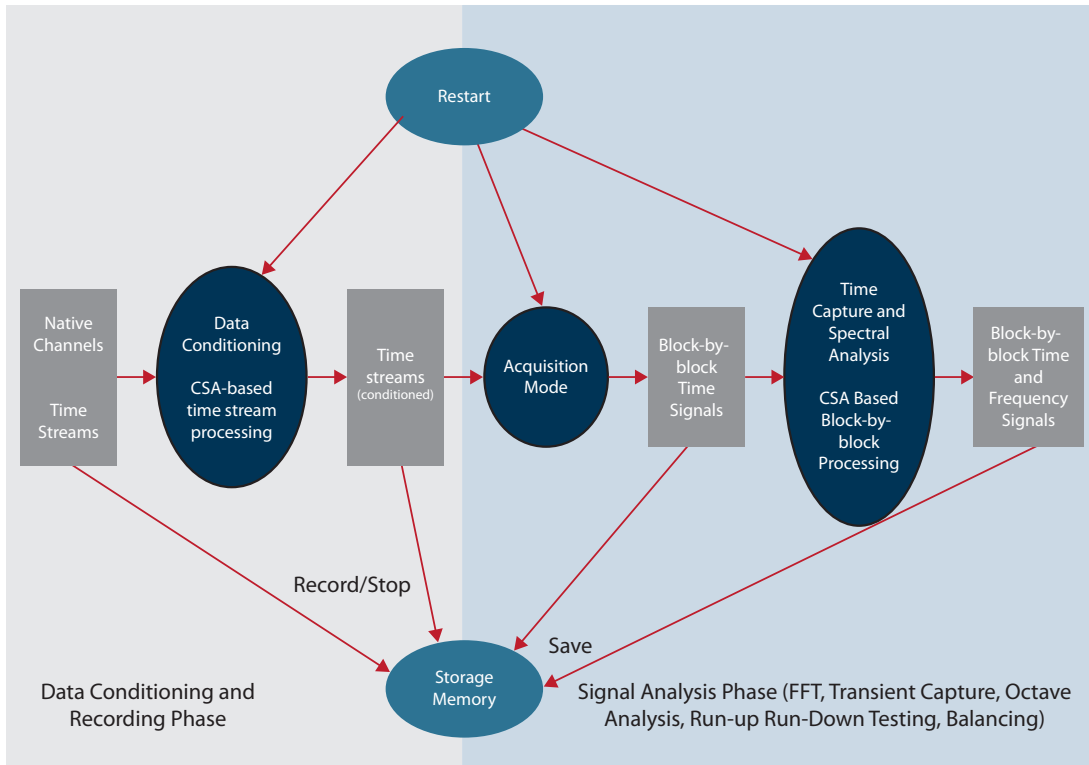 Restart
Native
Channels
Time
Streams
Data
Conditioning
CSA-based
time stream
processing
Time
streams
(conditioned)
Acquisition
Mode
Block-by-
block
Time
Signals
Time
Capture and
Spectral
Analysis
CSA Based
Block-by-
block
Processing
Block-by-
block Time
and
Frequency
Signals
Record/Stop
Save
Storage
Memory
Data Conditioning and
Recording Phase
Signal Analysis Phase (FFT, Transient Capture, Octave
Analysis, Run-up Run-Down Testing, Balancing)